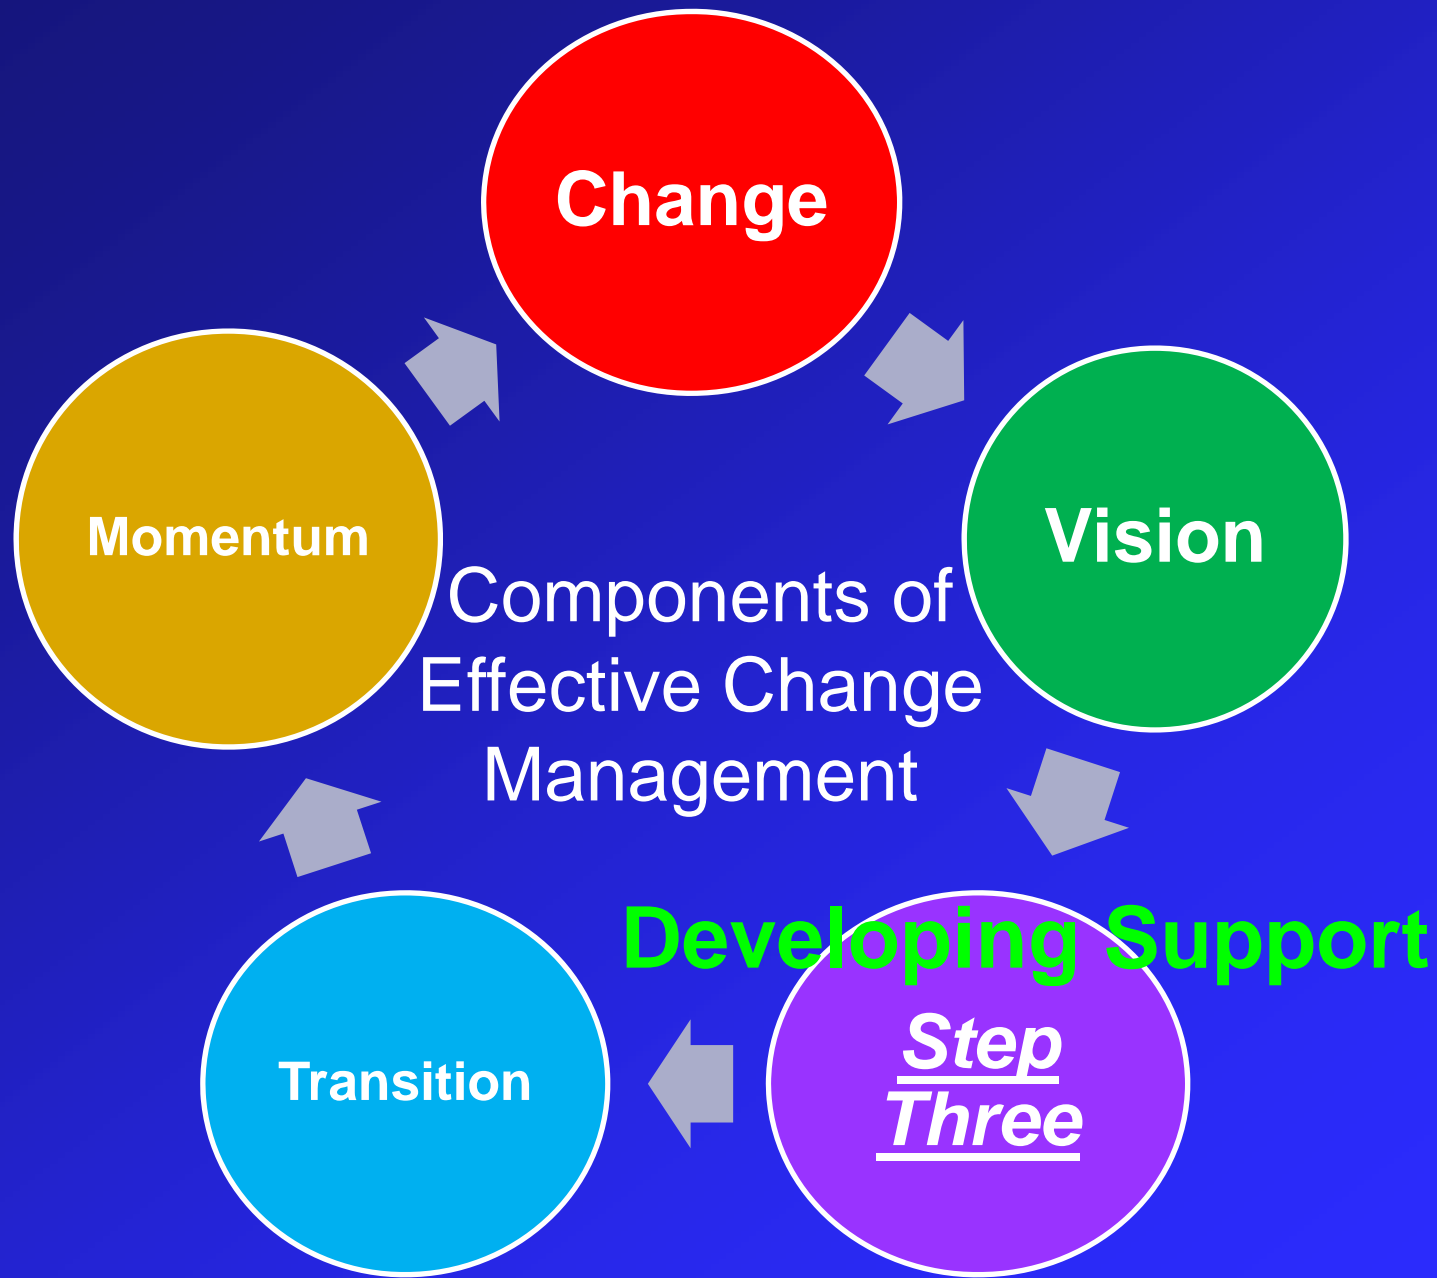 Change
Vision
Momentum
Components of
Effective Change
Management
Developing Support
Step
Three
Transition